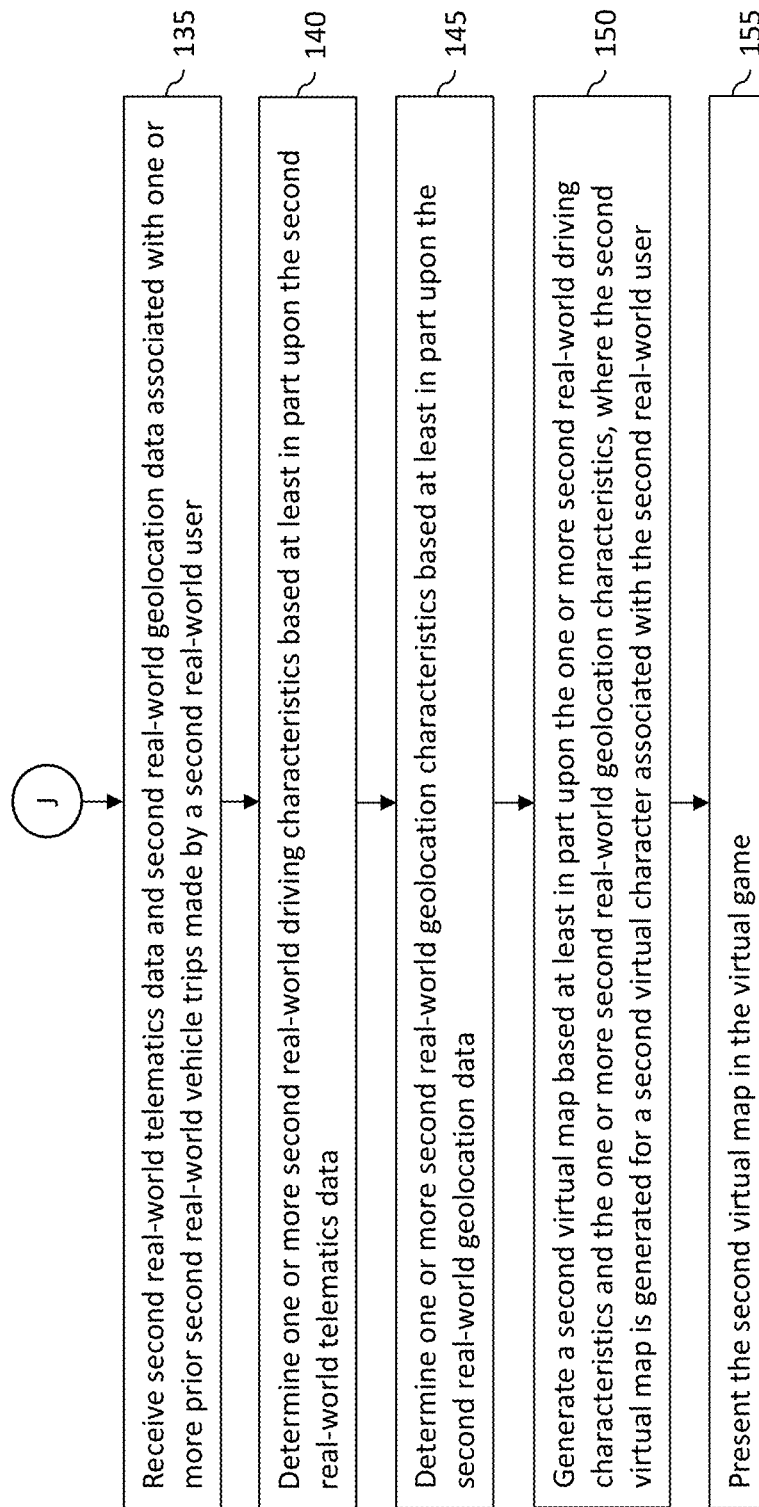 J
Receive second real-world telematics data and second real-world geolocation data associated with one or
more prior second real-world vehicle trips made by a second real-world user
135
Determine one or more second real-world driving characteristics based at least in part upon the second
real-world telematics data
140
Determine one or more second real-world geolocation characteristics based at least in part upon the
second real-world geolocation data
145
Generate a second virtual map based at least in part upon the one or more second real-world driving
characteristics and the one or more second real-world geolocation characteristics, where the second
virtual map is generated for a second virtual character associated with the second real-world user
150
Present the second virtual map in the virtual game
155